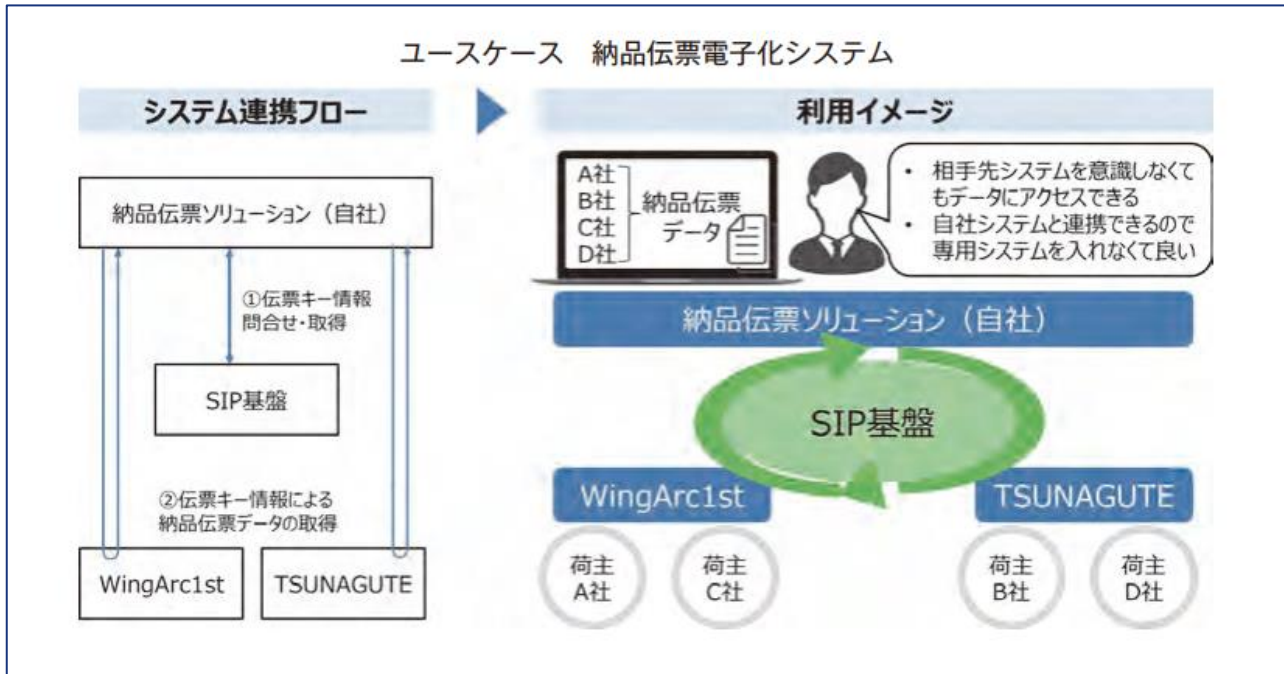 ユースケース　納品伝票電子化システム
システム連携フロー
納品伝票ソリューション（自社）
①伝票キー情報
問合せ・取得
SIP基盤
②伝票キー情報による
納品伝票データの取得
WingArc1st
TSUNAGUTE
利用イメージ
A社
B社
C社
D社
納品伝票
データ
• 相手先システムを意識しなくて
もデータにアクセスできる
• 自社システムと連携できるので
専用システムを入れなくて良い
納品伝票ソリューション（自社）
SIP基盤
WingArc1st
TSUNAGUTE
荷主
A社
荷主
C社
荷主
B社
荷主
D社